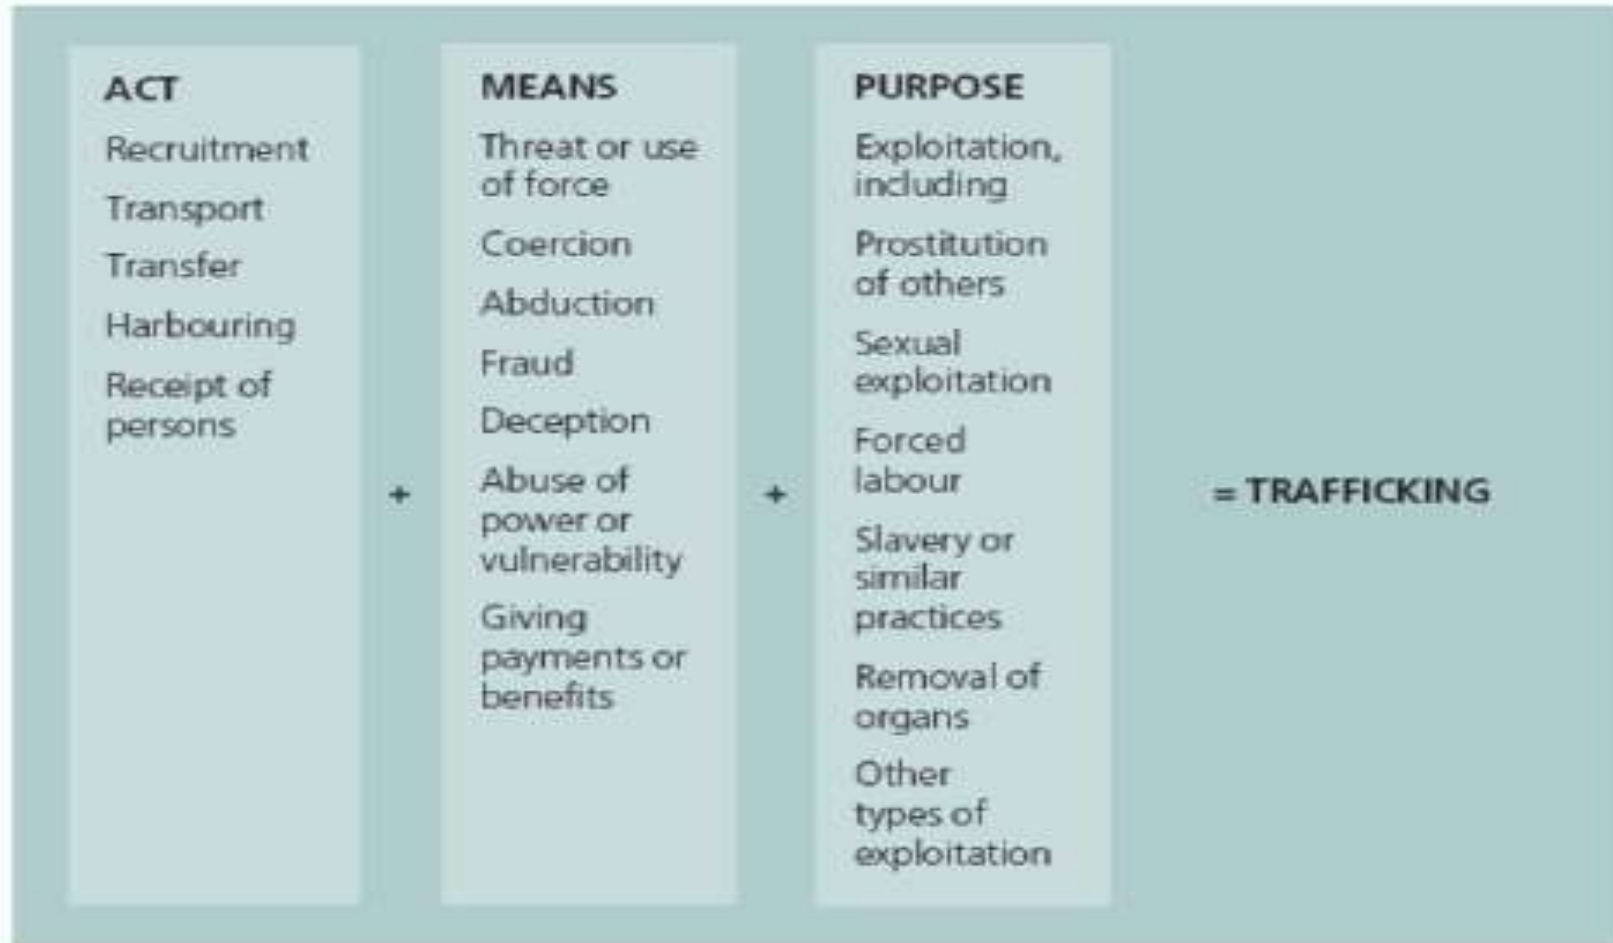 ACT
Recruitment
Transport
Transfer
Harbouring
Receipt of
persons
+
MEANS
Threat or use
of force
Coercion
Abduction
Fraud
Deception
Abuse of
power or
vulnerability
Giving
payments or
benefits
+
PURPOSE
Exploitation,
including
Prostitution
of others
Sexual
exploitation
Forced
labour
Slavery or
similar
practices
Removal of
organs
Other
types of
exploitation
= TRAFFICKING